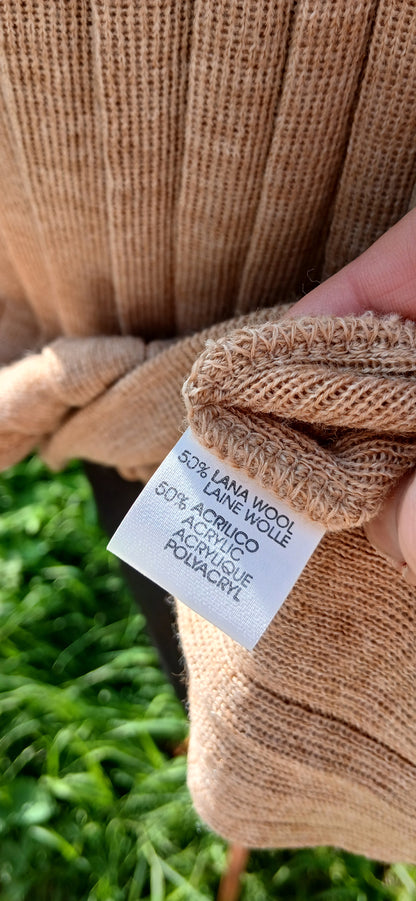 50% LANA WOOL
LAINE WOLLE
50% ACRILICO
ACRYLIC
ACRYLIQUE
POLYACRYL